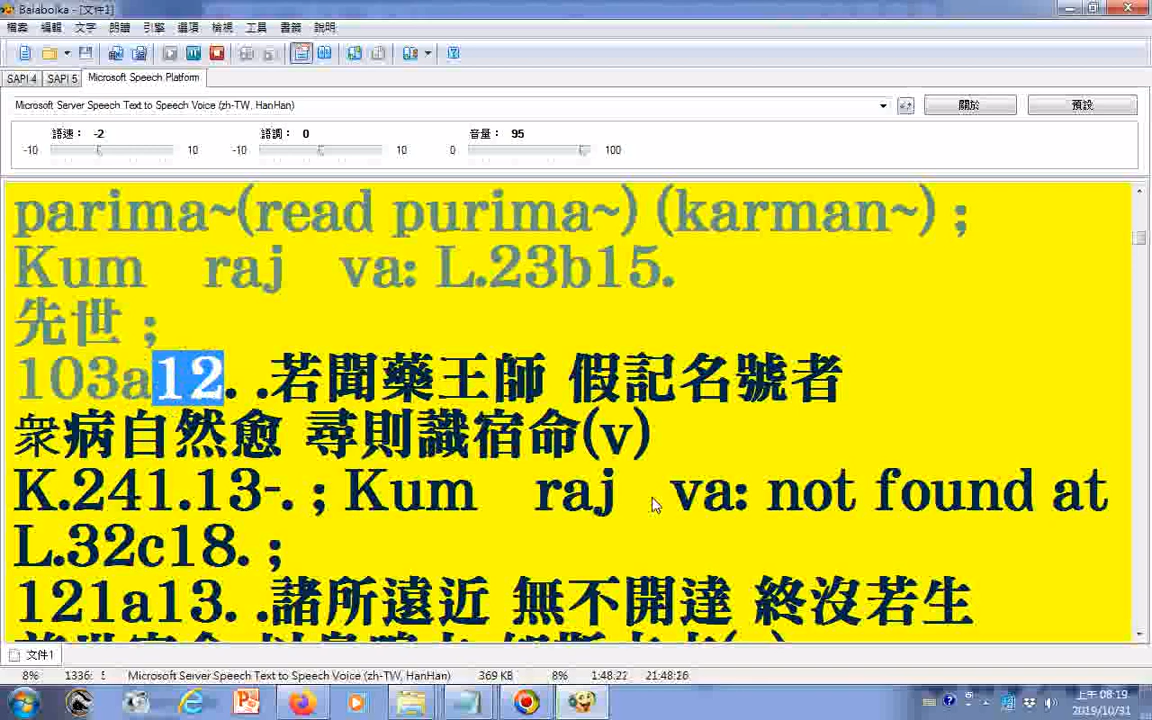 Balabolka - [文件1]
檔案 編輯 文字 朗讀 引擎 選項 檢視 工具 書籤 說明
SAPI 4 SAPI 5 Microsoft Speech Platform
Microsoft Server Speech Text to Speech Voice (zh-TW, HanHan) 關於 預設
語速： -2 語調： 0 音量： 95
-10 10 -10 10 0 100
parima~(read purima~) (karman~) ;
Kum raj va: L.23b15.
先世 ;
103a12. .若聞藥王師 假記名號者
衆病自然愈 尋則識宿命(v)
K.241.13-. ; Kum raj va: not found at
L.32c18. ;
121a13. .諸所遠近 無不開達 終沒若生
文件1
8% Microsoft Server Speech Text to Speech Voice (zh-TW, HanHan) 369 KB 8% 1:48:22 21:48:26
上午 08:19
2019/10/31